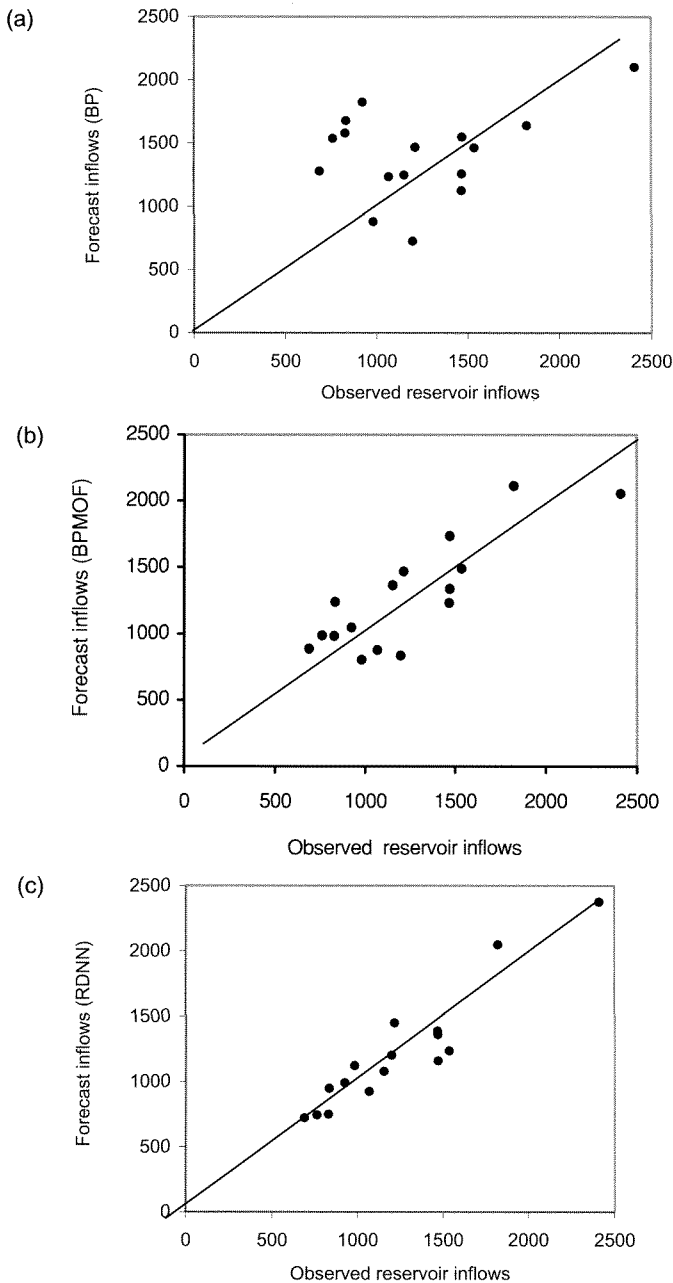 (a)
2500
2000
1500
1000
500
0
Forecast inflows (BP)
0 500 1000 1500 2000 2500
Observed reservoir inflows
(b)
2500
2000
1500
1000
500
0
Forecast inflows (BPMOF)
0 500 1000 1500 2000 2500
Observed reservoir inflows
(c)
2500
2000
1500
1000
500
0
Forecast inflows (RDNN)
0 500 1000 1500 2000 2500
Observed reservoir inflows